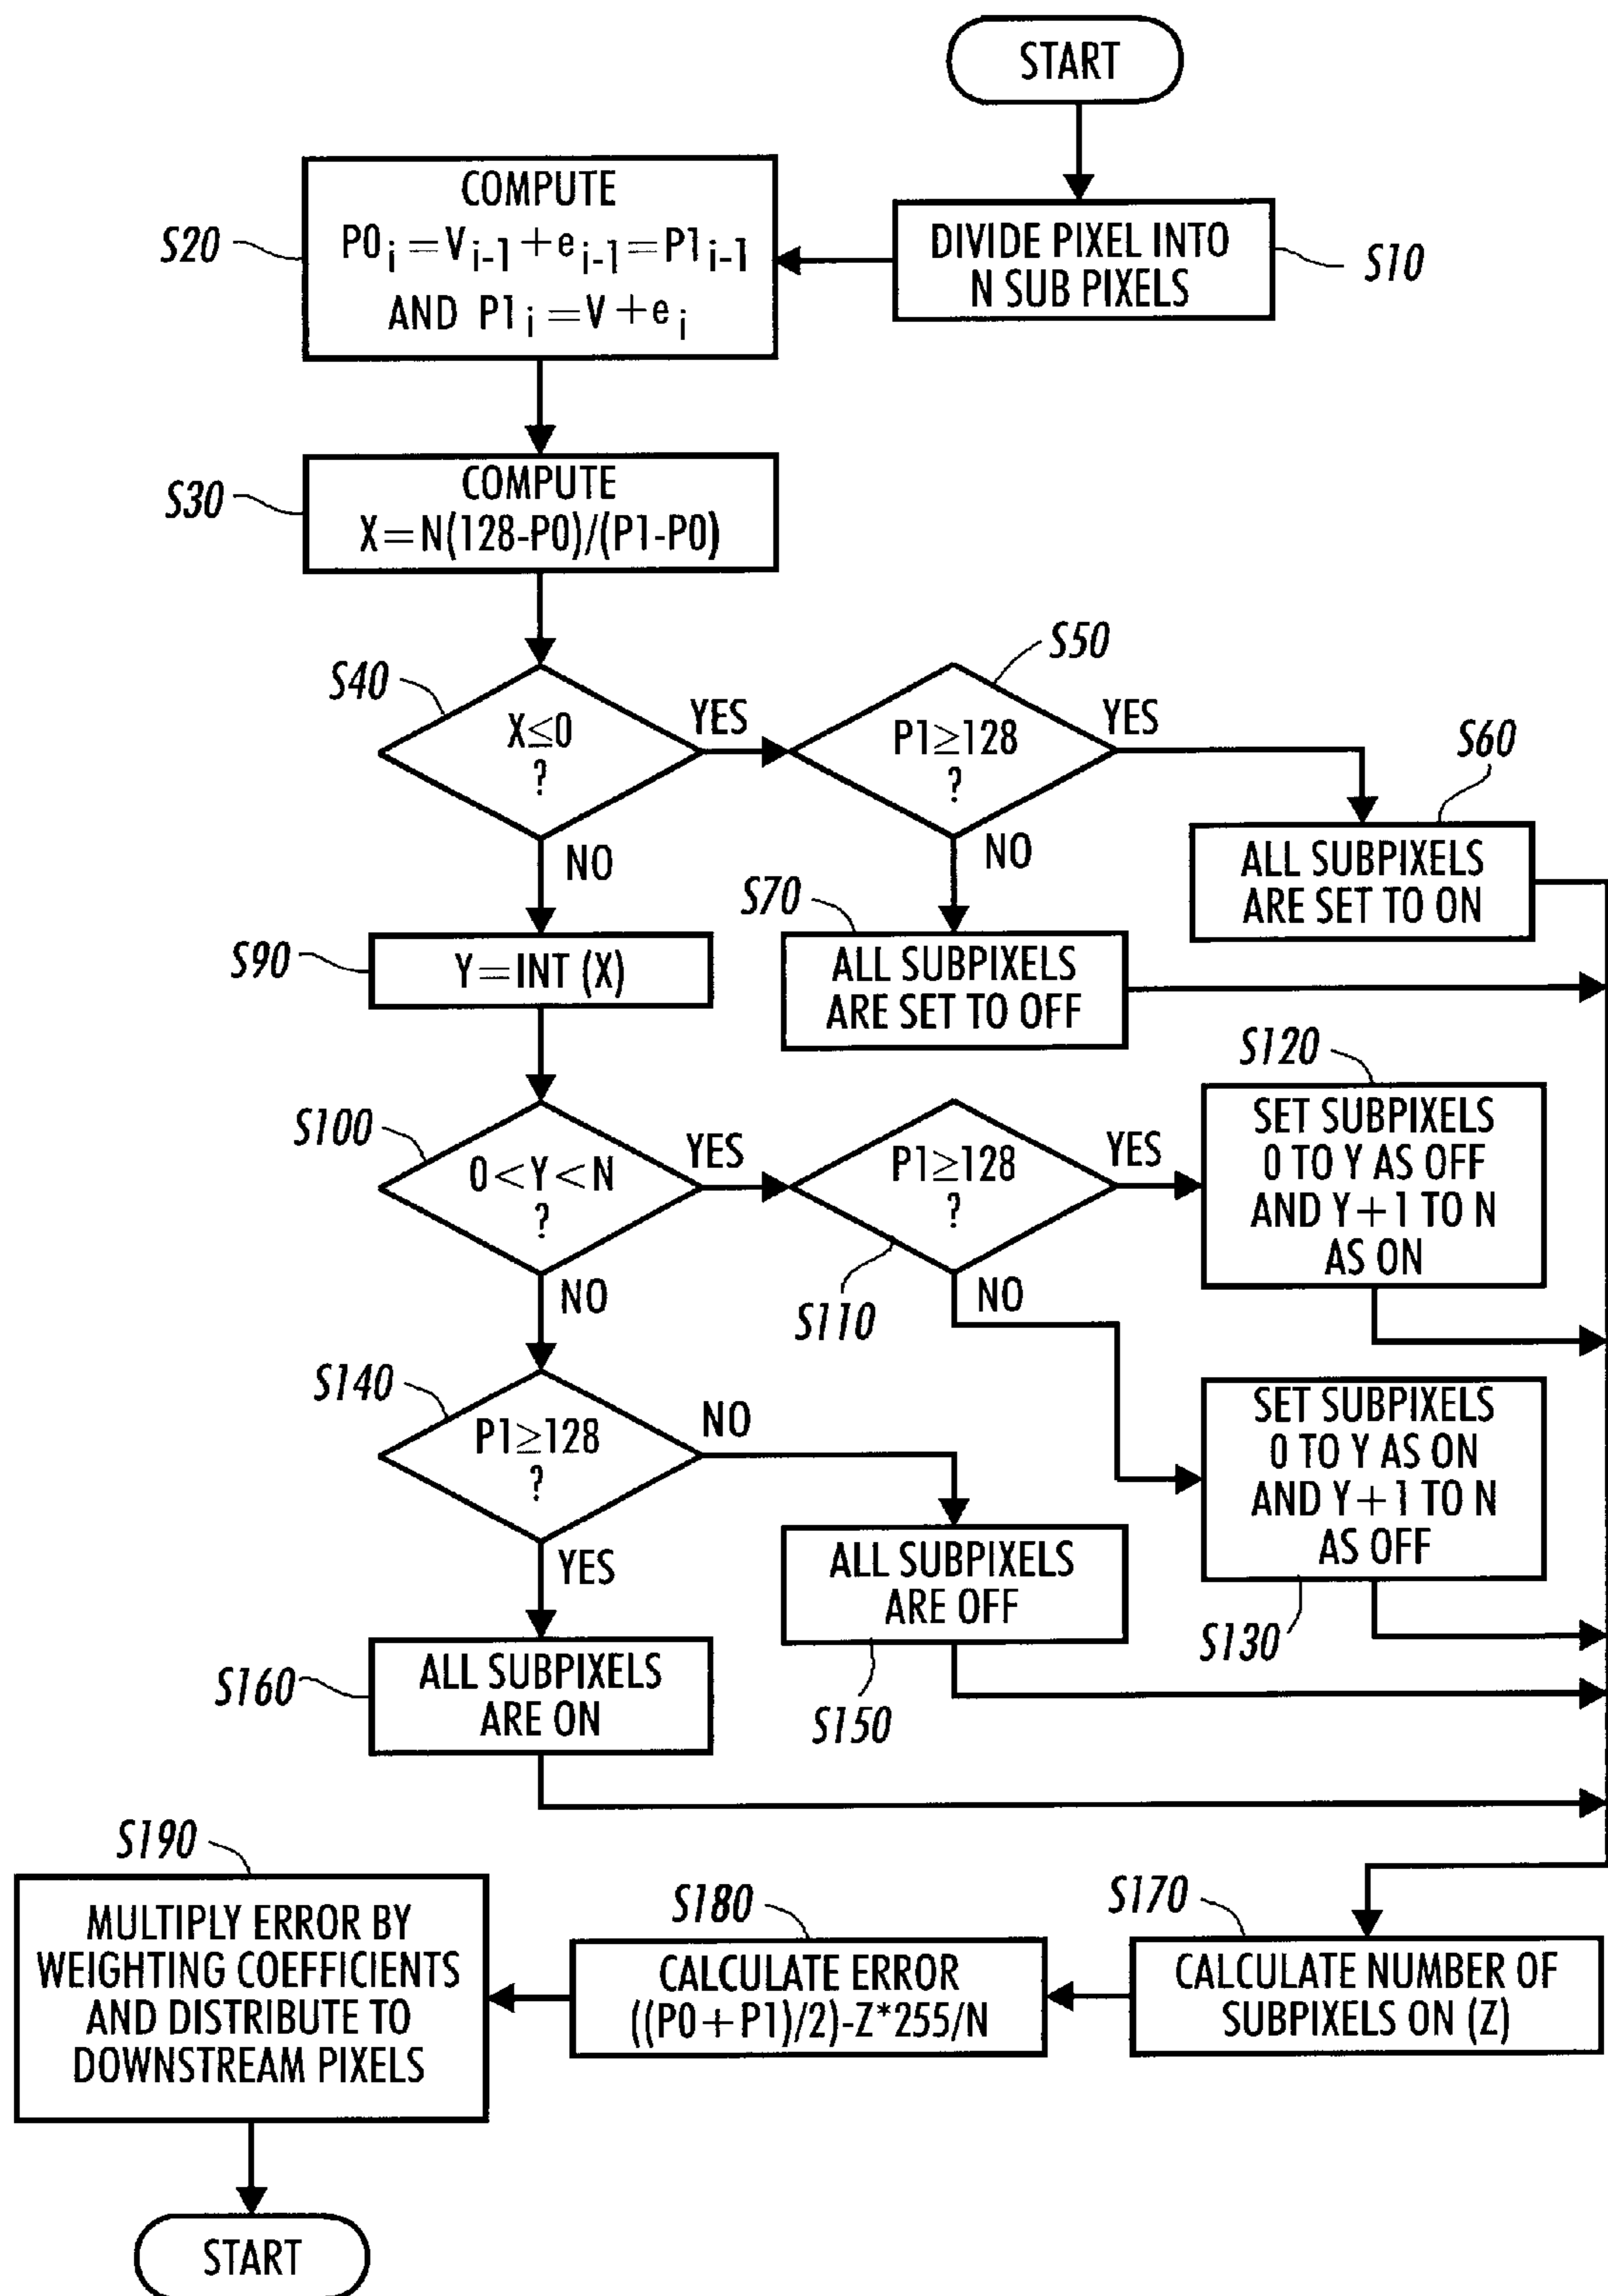 START
DIVIDE PIXEL INTO
N SUB PIXELS
S10
COMPUTE
P0i=Vi-1+ei-1=P1i-1
AND P1i=V+ei
S20
COMPUTE
X=N(128-P0)/(P1-P0)
S30
S40
X≤0
?
YES
NO
S50
P1≥128
?
YES
NO
S60
ALL SUBPIXELS
ARE SET TO ON
S70
ALL SUBPIXELS
ARE SET TO OFF
S90
Y=INT (X)
S100
0<Y<N
?
YES
NO
P1≥128
?
S110
YES
NO
S120
SET SUBPIXELS
0 TO Y AS OFF
AND Y+1 TO N
AS ON
SET SUBPIXELS
0 TO Y AS ON
AND Y+1 TO N
AS OFF
S130
S140
P1≥128
?
NO
YES
ALL SUBPIXELS
ARE OFF
S150
S160
ALL SUBPIXELS
ARE ON
S170
CALCULATE NUMBER OF
SUBPIXELS ON (Z)
S180
CALCULATE ERROR
((P0+P1)/2)-Z*255/N
S190
MULTIPLY ERROR BY
WEIGHTING COEFFICIENTS
AND DISTRIBUTE TO
DOWNSTREAM PIXELS
START